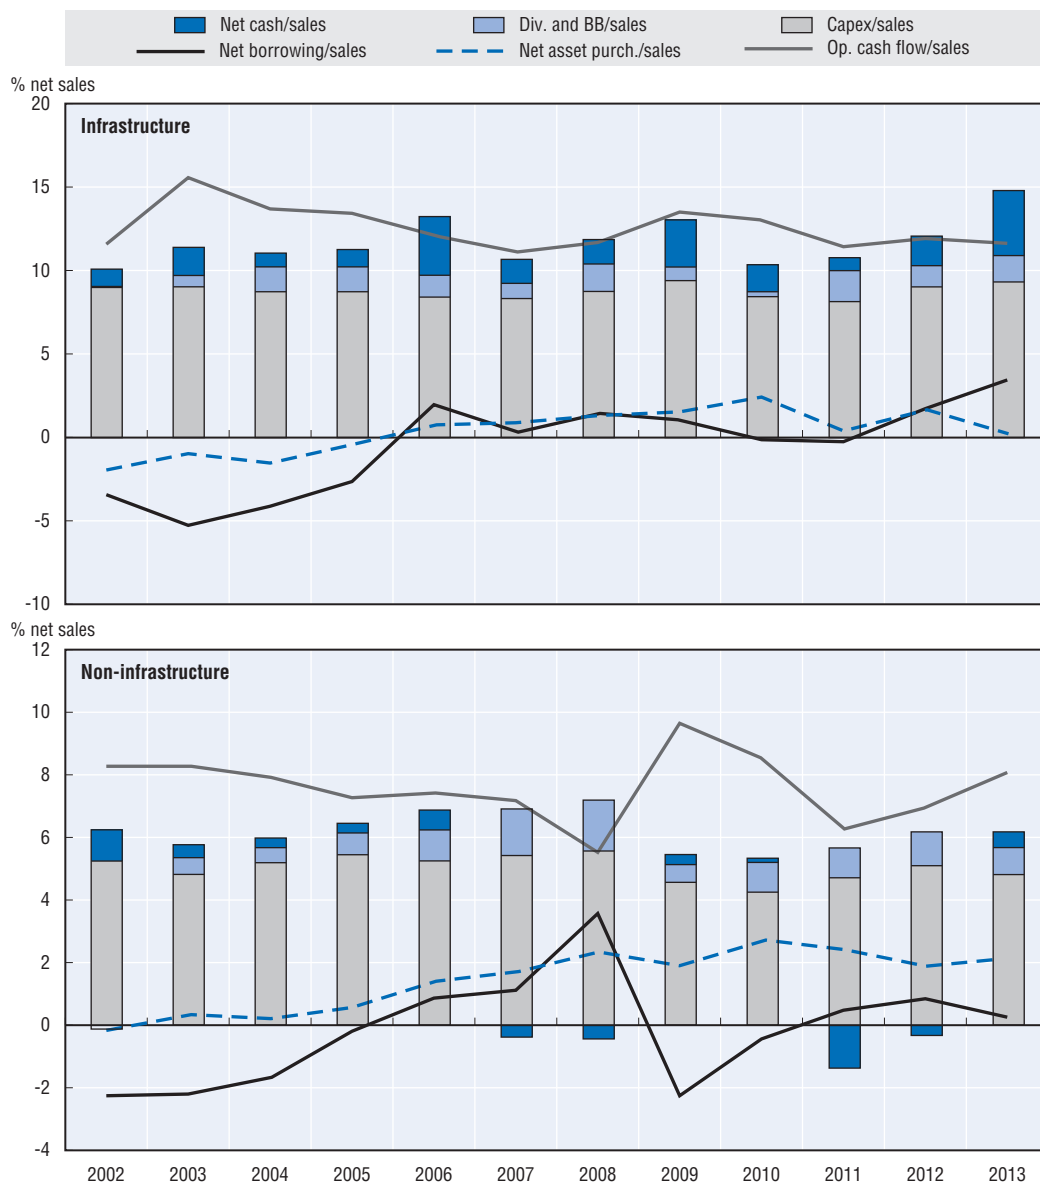 Net cash/sales Div. and BB/sales Capex/sales
Net borrowing/sales Net asset purch./sales Op. cash flow/sales
% net sales
20
Infrastructure
15
10
5
0
-5
-10
% net sales
12
Non-infrastructure
10
8
6
4
2
0
-2
-4
2002 2003 2004 2005 2006 2007 2008 2009 2010 2011 2012 2013